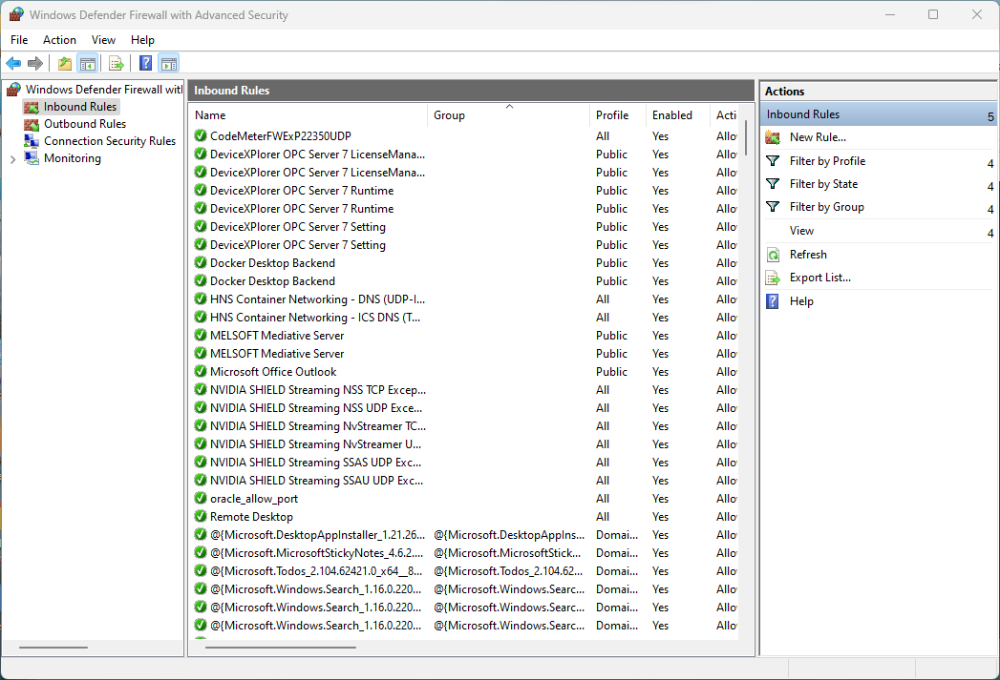 Windows Defender Firewall with Advanced Security
File Action View Help
Windows Defender Firewall with
Inbound Rules
Outbound Rules
Connection Security Rules
Monitoring
Inbound Rules
Name Group Profile Enabled Acti
CodeMeterFWExP22350UDP All Yes Allo
DeviceXPlorer OPC Server 7 LicenseMana... Public Yes Allo
DeviceXPlorer OPC Server 7 LicenseMana... Public Yes Allo
DeviceXPlorer OPC Server 7 Runtime Public Yes Allo
DeviceXPlorer OPC Server 7 Runtime Public Yes Allo
DeviceXPlorer OPC Server 7 Setting Public Yes Allo
DeviceXPlorer OPC Server 7 Setting Public Yes Allo
Docker Desktop Backend Public Yes Allo
Docker Desktop Backend Public Yes Allo
HNS Container Networking - DNS (UDP-I... All Yes Allo
HNS Container Networking - ICS DNS (T... All Yes Allo
MELSOFT Mediative Server Public Yes Allo
MELSOFT Mediative Server Public Yes Allo
Microsoft Office Outlook Public Yes Allo
NVIDIA SHIELD Streaming NSS TCP Excep... All Yes Allo
NVIDIA SHIELD Streaming NSS UDP Exce... All Yes Allo
NVIDIA SHIELD Streaming NvStreamer TC... All Yes Allo
NVIDIA SHIELD Streaming NvStreamer U... All Yes Allo
NVIDIA SHIELD Streaming SSAS UDP Exc... All Yes Allo
NVIDIA SHIELD Streaming SSAU UDP Exc... All Yes Allo
oracle_allow_port All Yes Allo
Remote Desktop All Yes Allo
@{Microsoft.DesktopAppInstaller_1.21.26... @{Microsoft.DesktopAppIns... Domai... Yes Allo
@{Microsoft.MicrosoftStickyNotes_4.6.2.... @{Microsoft.MicrosoftStick... Domai... Yes Allo
@{Microsoft.Todos_2.104.62421.0_x64__8... @{Microsoft.Todos_2.104.62... Domai... Yes Allo
@{Microsoft.Windows.Search_1.16.0.220... @{Microsoft.Windows.Searc... Domai... Yes Allo
@{Microsoft.Windows.Search_1.16.0.220... @{Microsoft.Windows.Searc... Domai... Yes Allo
@{Microsoft.Windows.Search_1.16.0.220... @{Microsoft.Windows.Searc... Domai... Yes Allo
Actions
Inbound Rules 5
New Rule...
Filter by Profile 4
Filter by State 4
Filter by Group 4
View 4
Refresh
Export List...
Help